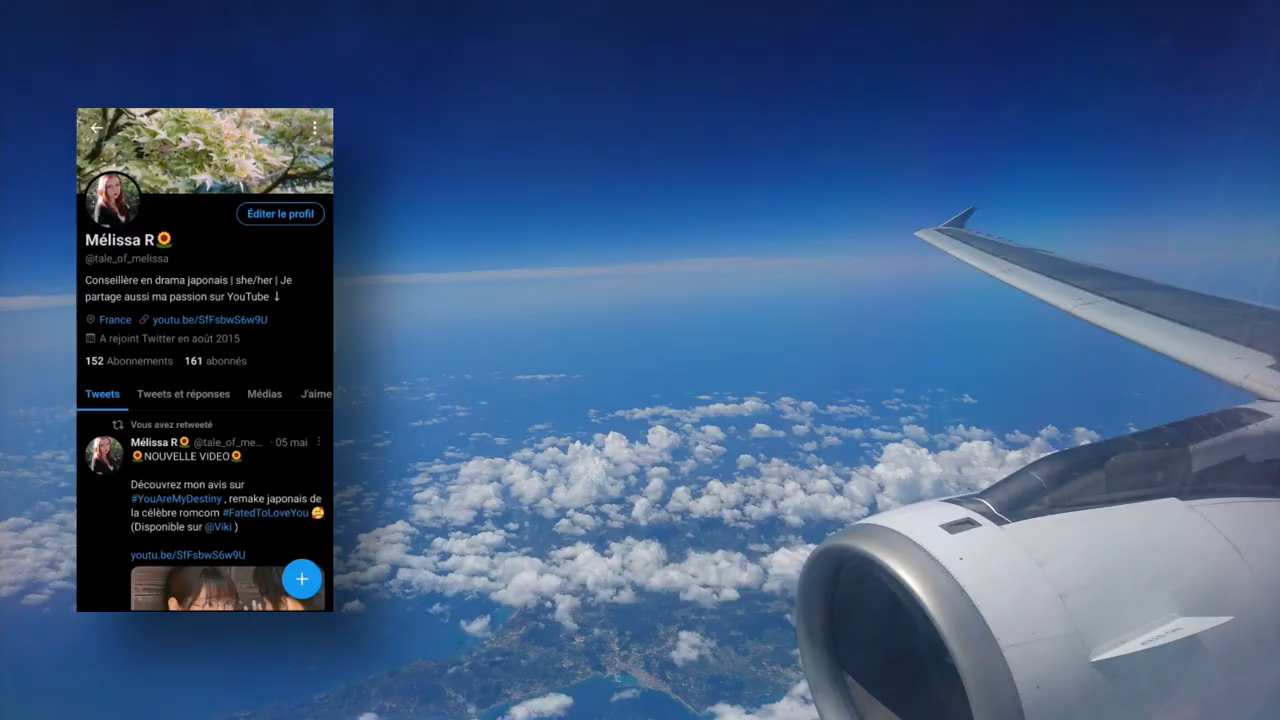 Éditer le profil
Mélissa R🌻
@tale_of_melissa
Conseillère en drama japonais | she/her | Je
partage aussi ma passion sur YouTube ↓
France youtu.be/SfFsbwS6w9U
A rejoint Twitter en août 2015
152 Abonnements 161 abonnés
Tweets Tweets et réponses Médias J'aime
Vous avez retweeté
Mélissa R🌻 @tale_of_me... · 05 mai
🌻NOUVELLE VIDEO🌻
Découvrez mon avis sur
#YouAreMyDestiny , remake japonais de
la célèbre romcom #FatedToLoveYou 🥰
(Disponible sur @Viki )
youtu.be/SfFsbwS6w9U